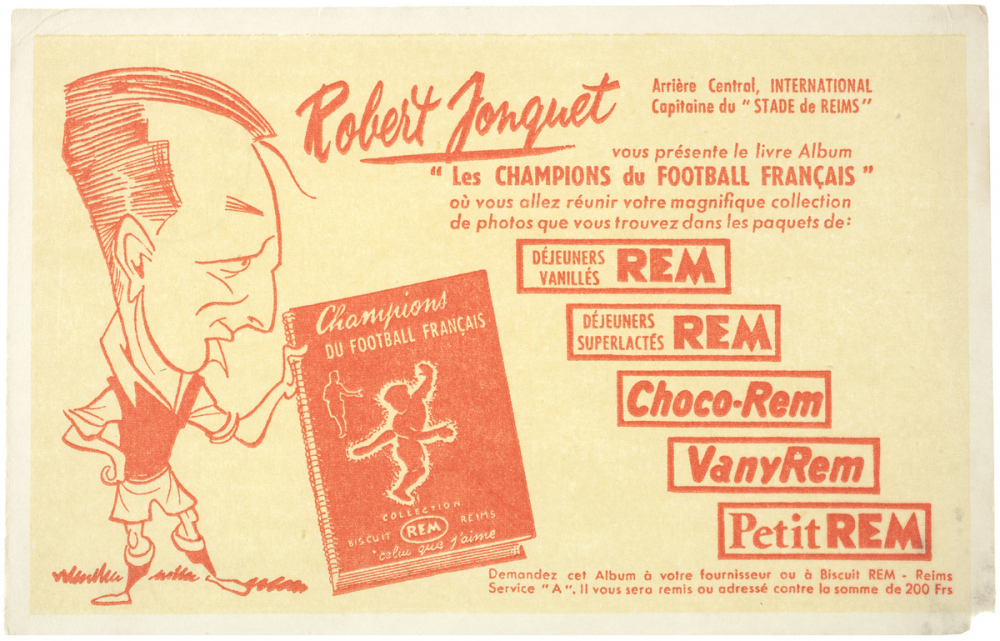 Robert Jonquet
Arrière Central, INTERNATIONAL
Capitaine du "STADE de REIMS"
vous présente le livre Album
"Les CHAMPIONS du FOOTBALL FRANÇAIS"
où vous allez réunir votre magnifique collection
de photos que vous trouvez dans les paquets de:
DÉJEUNERS
VANILLÉS
REM
DÉJEUNERS
SUPERLACTÉS
REM
Choco-Rem
VanyRem
Petit REM
Champions
DU FOOTBALL FRANÇAIS
COLLECTION
BISCUIT REM REIMS
"celui que j'aime
Demandez cet Album à votre fournisseur ou à Biscuit REM - Reims
Service "A". Il vous sera remis ou adressé contre la somme de 200 Frs